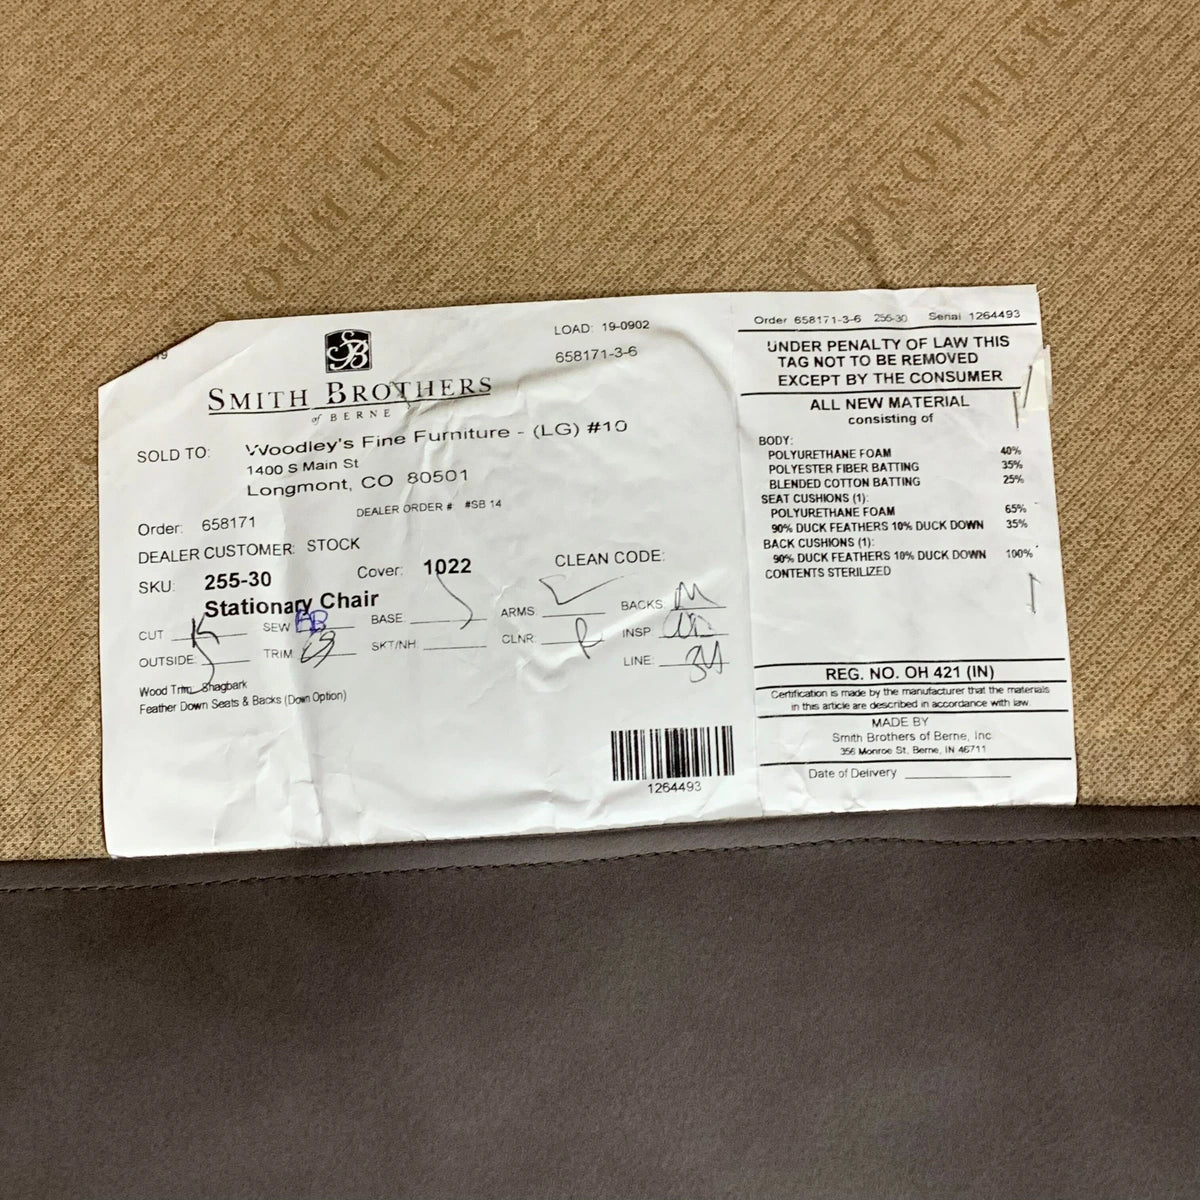 LOAD: 19-0902
658171-3-6
SB
SMITH BROTHERS
of BERNE
SOLD TO: Woodley's Fine Furniture - (LG) #10
1400 S Main St
Longmont, CO 80501
DEALER ORDER # #SB 14
Order: 658171
DEALER CUSTOMER: STOCK
SKU: 255-30 Cover: 1022 CLEAN CODE:
Stationary Chair
CUT SEW BASE ARMS BACKS
OUTSIDE TRIM SKT/NH CLNR INSP
LINE: 34
Wood Trim: Shagbark
Feather Down Seats & Backs (Down Option)
1264493
Order 658171-3-6 255-30 Serial 1264493
UNDER PENALTY OF LAW THIS
TAG NOT TO BE REMOVED
EXCEPT BY THE CONSUMER
ALL NEW MATERIAL
consisting of
BODY:
POLYURETHANE FOAM 40%
POLYESTER FIBER BATTING 35%
BLENDED COTTON BATTING 25%
SEAT CUSHIONS (1):
POLYURETHANE FOAM 65%
90% DUCK FEATHERS 10% DUCK DOWN 35%
BACK CUSHIONS (1):
90% DUCK FEATHERS 10% DUCK DOWN 100%
CONTENTS STERILIZED
REG. NO. OH 421 (IN)
Certification is made by the manufacturer that the materials
in this article are described in accordance with law.
MADE BY
Smith Brothers of Berne, Inc.
356 Monroe St. Berne, IN 46711
Date of Delivery